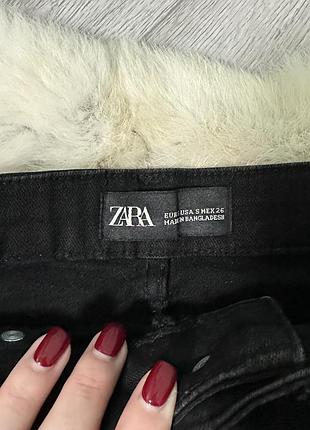 ZARA
EUR S USA S MEX 26
MADE IN BANGLADESH